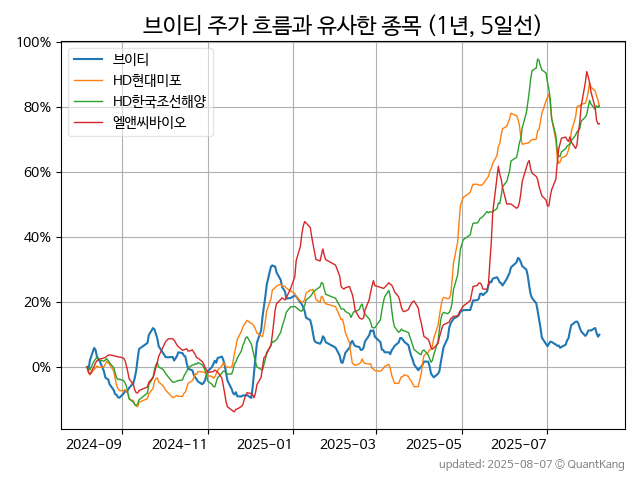 브이티 주가 흐름과 유사한 종목 (1년, 5일선)
브이티
HD현대미포
HD한국조선해양
엘앤씨바이오
100%
80%
60%
40%
20%
0%
2024-09
2024-11
2025-01
2025-03
2025-05
2025-07
updated: 2025-08-07 © QuantKang